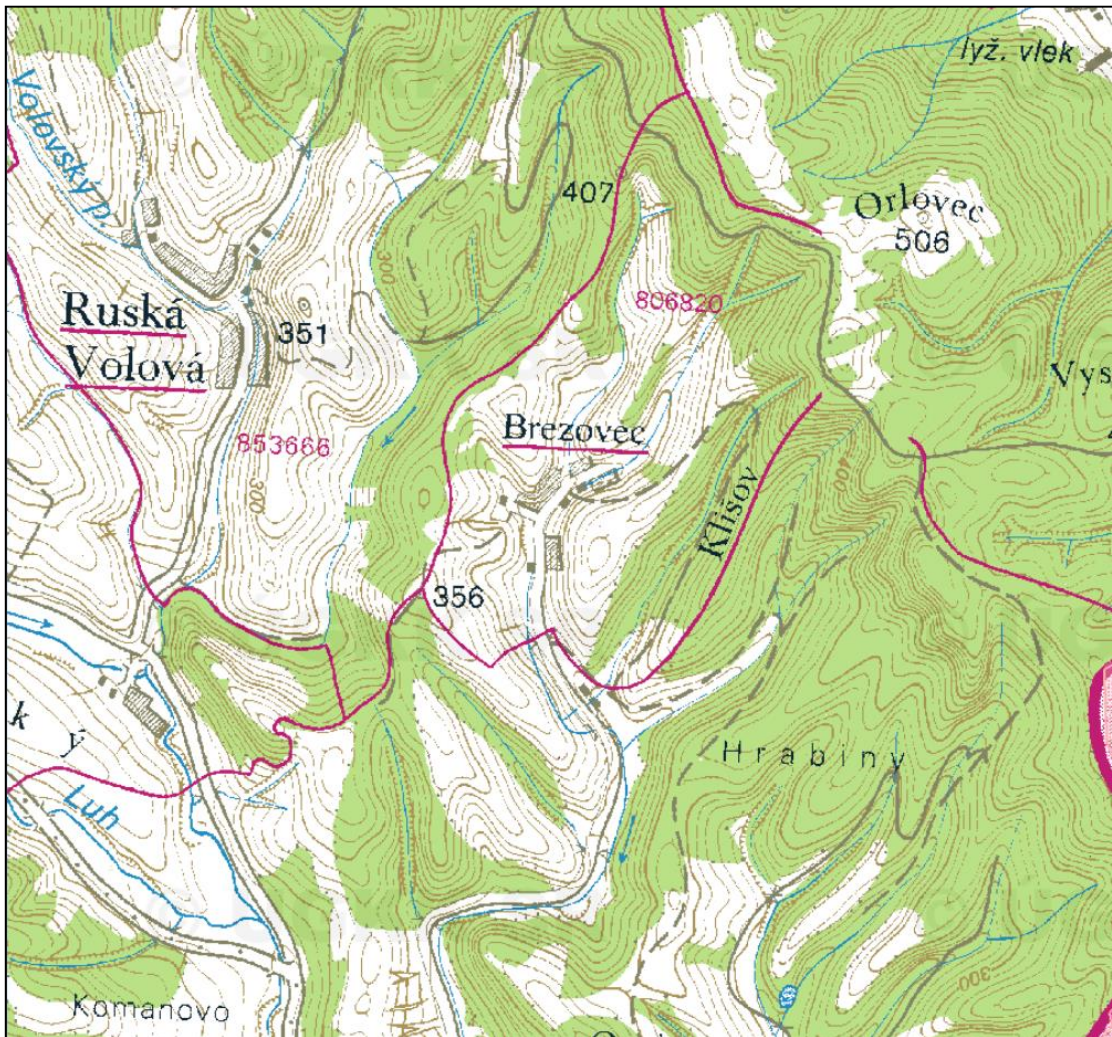 lyž. vlek
Volovský p.
407
Orlovec
506
300
806820
Ruská
Volová
351
Vys
853666
Brezovec
400
300
Klišov
356
k ý
Hrabiny
Luh
300
Komanovo